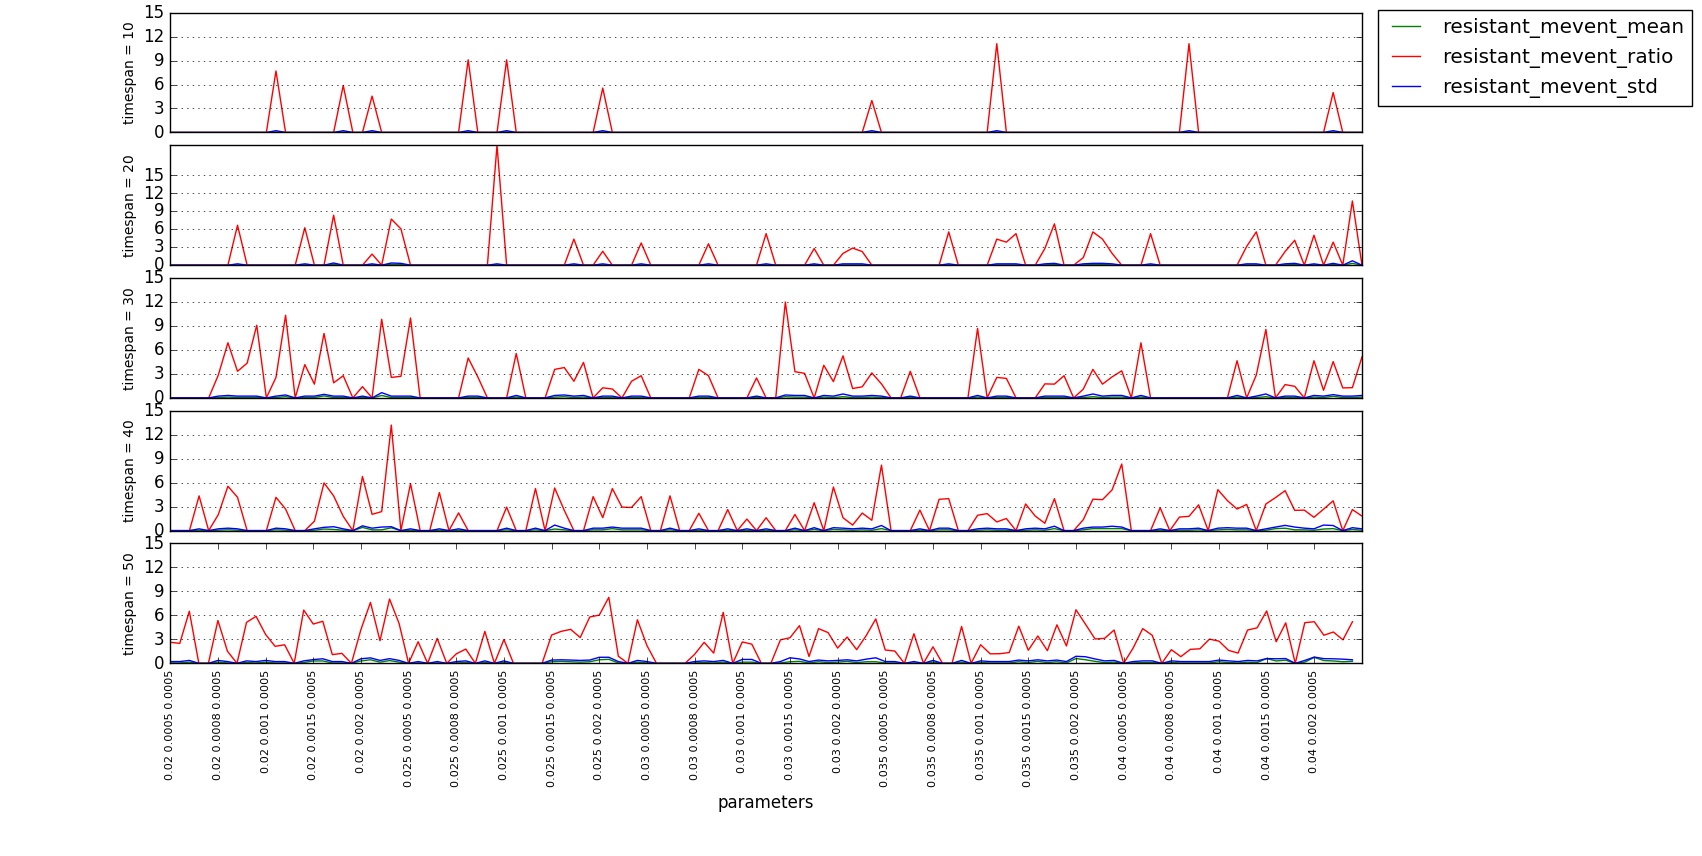 timespan = 10
15
12
9
6
3
0
resistant_mevent_mean
resistant_mevent_ratio
resistant_mevent_std
timespan = 20
15
12
9
6
3
0
timespan = 30
15
12
9
6
3
0
timespan = 40
15
12
9
6
3
0
timespan = 50
15
12
9
6
3
0
0.02 0.0005 0.0005
0.02 0.0008 0.0005
0.02 0.001 0.0005
0.02 0.0015 0.0005
0.02 0.002 0.0005
0.025 0.0005 0.0005
0.025 0.0008 0.0005
0.025 0.001 0.0005
0.025 0.0015 0.0005
0.025 0.002 0.0005
0.03 0.0005 0.0005
0.03 0.0008 0.0005
0.03 0.001 0.0005
0.03 0.0015 0.0005
0.03 0.002 0.0005
0.035 0.0005 0.0005
0.035 0.0008 0.0005
0.035 0.001 0.0005
0.035 0.0015 0.0005
0.035 0.002 0.0005
0.04 0.0005 0.0005
0.04 0.0008 0.0005
0.04 0.001 0.0005
0.04 0.0015 0.0005
0.04 0.002 0.0005
parameters